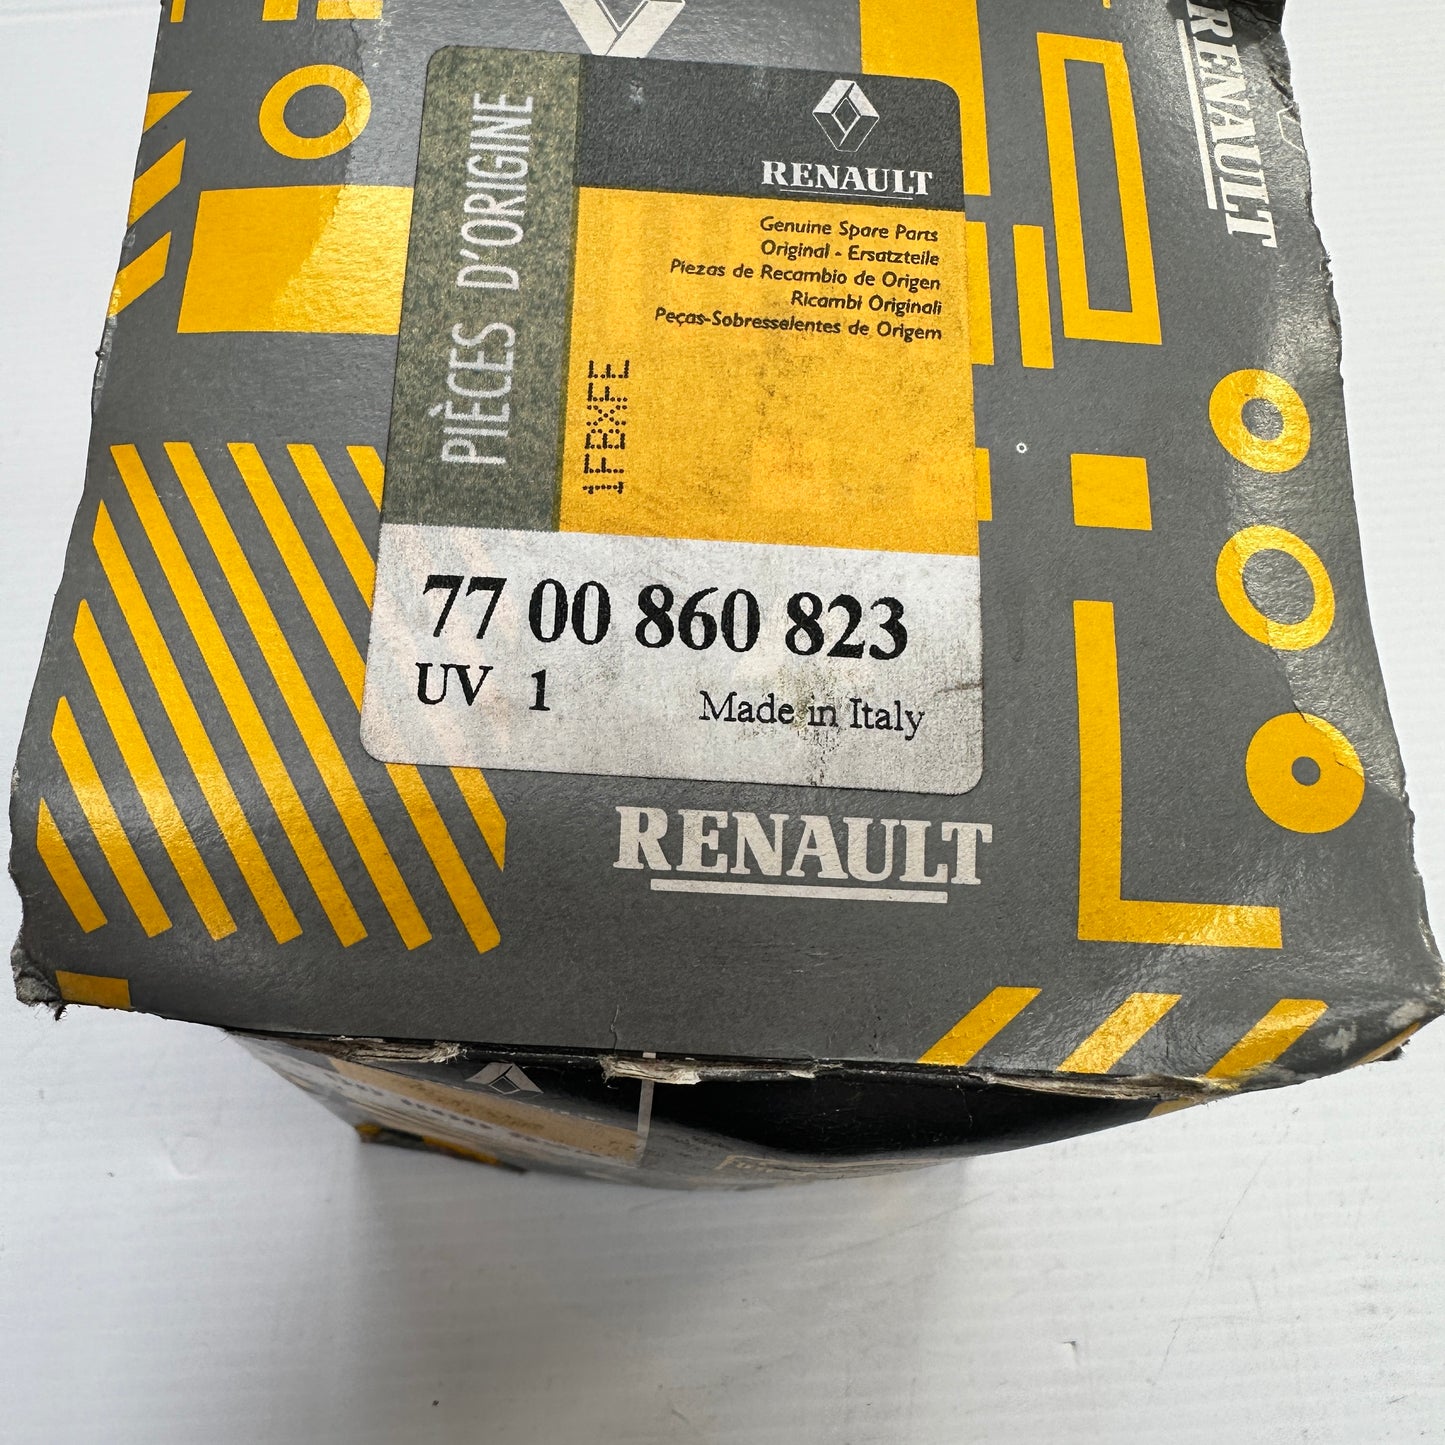 RENAULT
PIÈCES D'ORIGINE
RENAULT
Genuine Spare Parts
Original - Ersatzteile
Piezas de Recambio de Origen
Ricambi Originali
Peças-Sobresselentes de Origem
1FBXFE
77 00 860 823
UV 1
Made in Italy
RENAULT